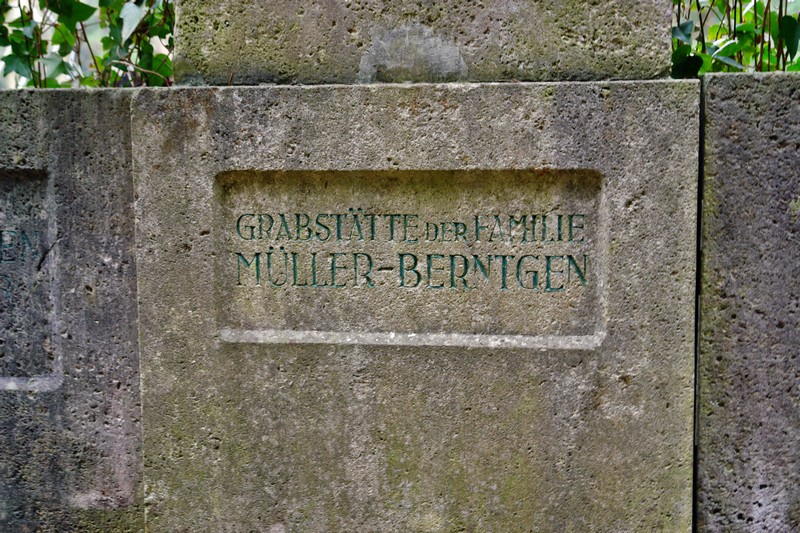 GRABSTÄTTE DER FAMILIE
MÜLLER-BERNTGEN